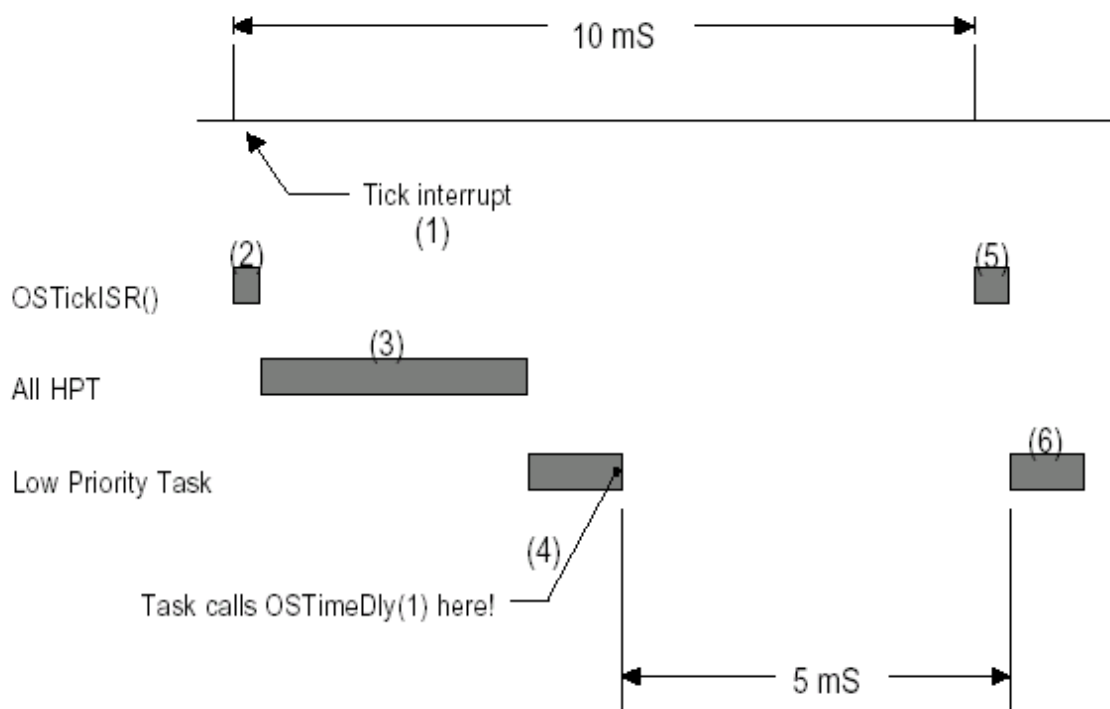 10 mS
Tick interrupt
(1)
(2)
(5)
OSTickISR()
(3)
All HPT
(6)
Low Priority Task
(4)
Task calls OSTimeDly(1) here!
5 mS